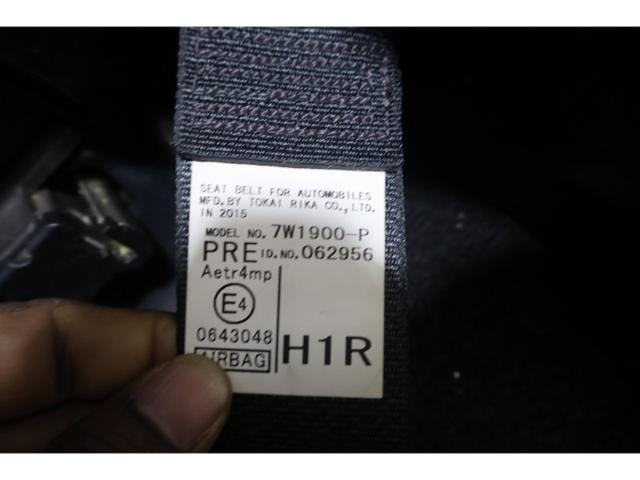 SEAT BELT FOR AUTOMOBILES
MFD.BY TOKAI RIKA CO.,LTD.
IN 2015
MODEL NO. 7W1900-P
PRE ID.NO.062956
Aetr4mp
E4
0643048
AIRBAG
H1R